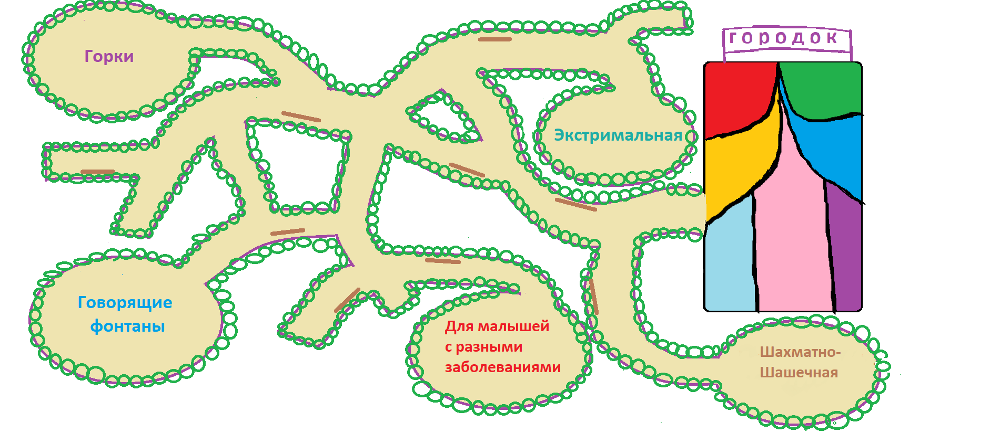 ГОРОДОК
Горки
Экстримальная
Говорящие
фонтаны
Для малышей
с разными
заболеваниями
Шахматно-
Шашечная